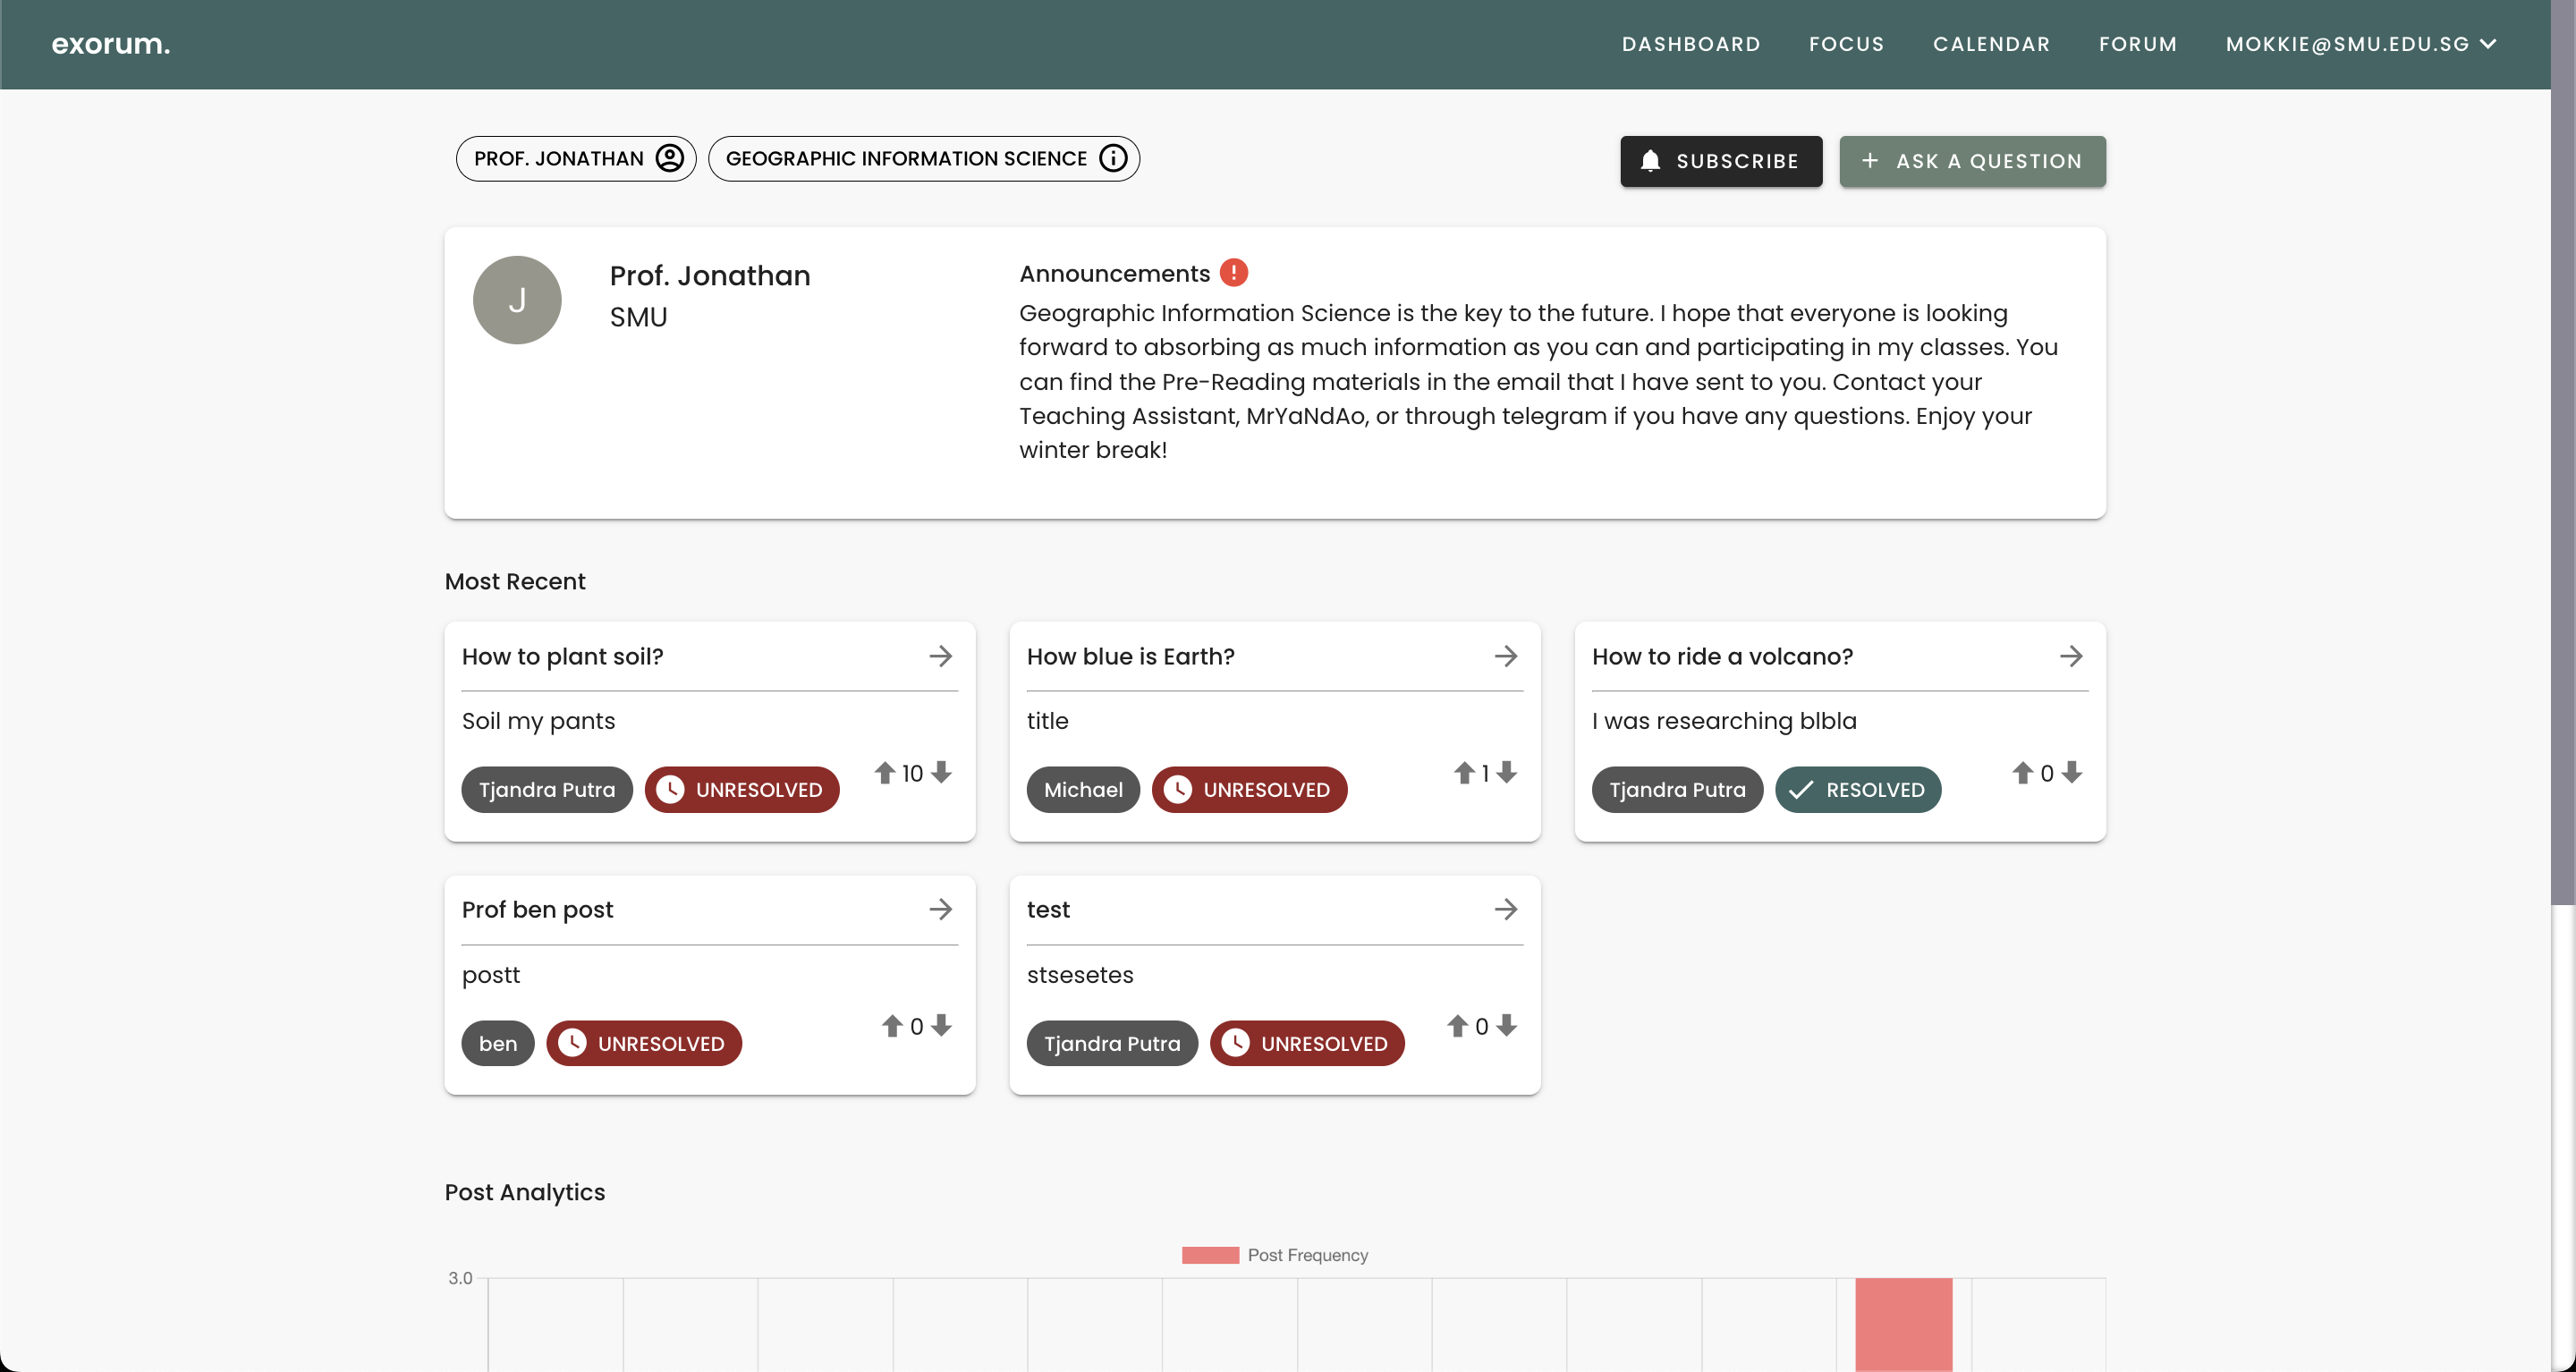 exorum.
DASHBOARD
FOCUS
CALENDAR
FORUM
MOKKIE@SMU.EDU.SG
PROF. JONATHAN
GEOGRAPHIC INFORMATION SCIENCE
SUBSCRIBE
+ ASK A QUESTION
J
Prof. Jonathan
SMU
Announcements
Geographic Information Science is the key to the future. I hope that everyone is looking
forward to absorbing as much information as you can and participating in my classes. You
can find the Pre-Reading materials in the email that I have sent to you. Contact your
Teaching Assistant, MrYaNdAo, or through telegram if you have any questions. Enjoy your
winter break!
Most Recent
How to plant soil?
Soil my pants
Tjandra Putra
UNRESOLVED
10
How blue is Earth?
title
Michael
UNRESOLVED
1
How to ride a volcano?
I was researching blbla
Tjandra Putra
RESOLVED
0
Prof ben post
postt
ben
UNRESOLVED
0
test
stsesetes
Tjandra Putra
UNRESOLVED
0
Post Analytics
Post Frequency
3.0